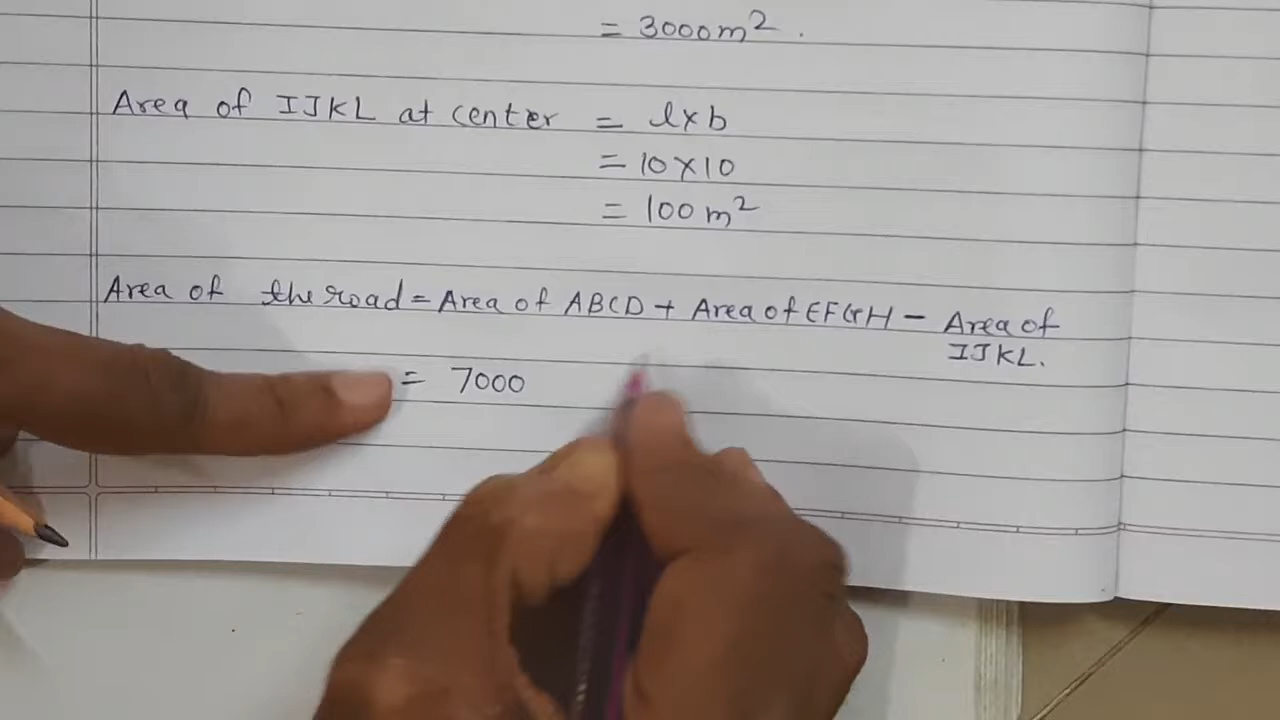 = 3000m².
Area of IJKL at center = l×b
= 10×10
= 100 m²
Area of the road = Area of ABCD + Area of EFGH - Area of
IJKL.
= 7000